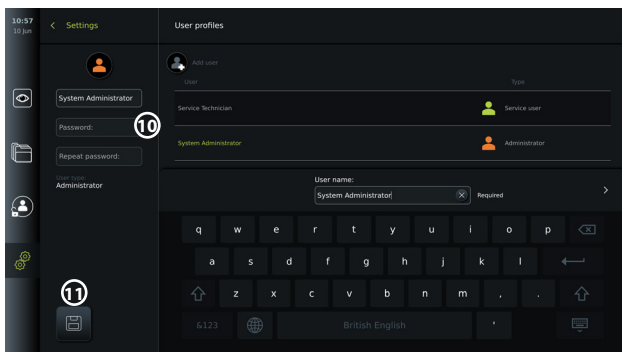 10:57
10 Jun
Settings
User profiles
Add user
User
Type
System Administrator
Service Technician
Service user
Password:
10
System Administrator
Administrator
Repeat password:
User type:
Administrator
User name:
System Administrator
Required
q w e r t y u i o p
a s d f g h j k l
z x c v b n m , .
11
&123
British English
'